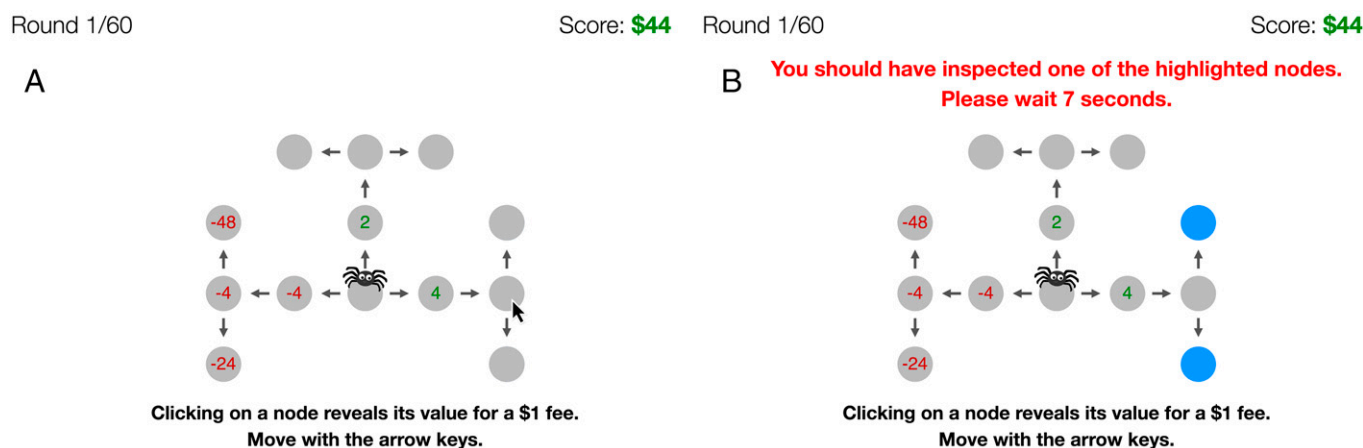 Round 1/60
Score: $44
A
-48
2
-4
-4
4
-24
Clicking on a node reveals its value for a $1 fee.
Move with the arrow keys.
Round 1/60
Score: $44
B
You should have inspected one of the highlighted nodes.
Please wait 7 seconds.
-48
2
-4
-4
4
-24
Clicking on a node reveals its value for a $1 fee.
Move with the arrow keys.